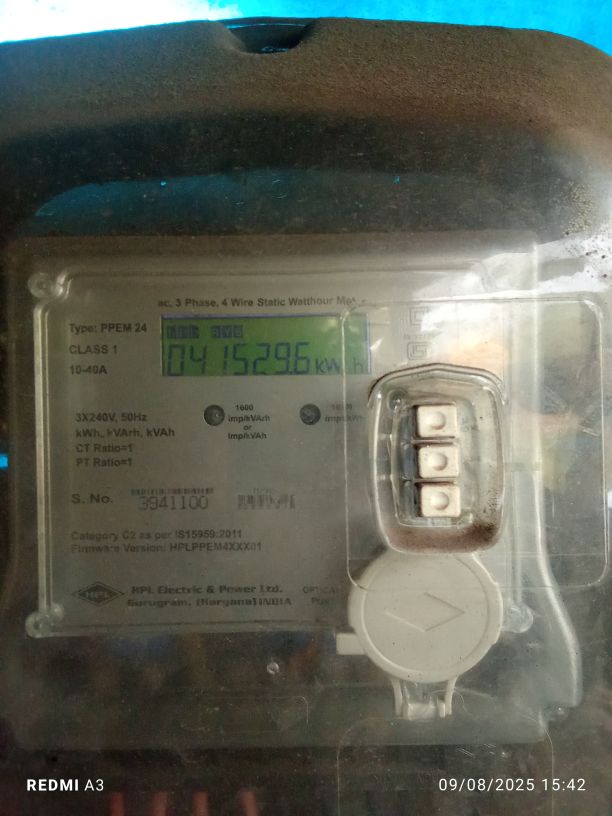 ac, 3 Phase, 4 Wire Static Watthour
Type: PPEM 24
CLASS 1
10-40A
041529.6 kW h
3X240V, 50Hz
kWh, kVArh, kVAh
CT Ratio=1
PT Ratio=1
1600
imp/kVArh
or
imp/kVAh
S. No.
3941100
Category C2 as per IS15959:2011
Firmware Version: HPLPPEM4XXX01
HPL
HPL Electric & Power Ltd.
Gurugram, (Haryana) INDIA
REDMI A3
09/08/2025 15:42